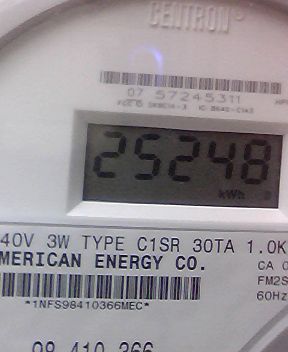 CENTRON®
07 57245311
25248
kWh
40V 3W TYPE C1SR 30TA 1.0K
MERICAN ENERGY CO.
CA 0
FM2S
60Hz
*1NFS98410366MEC*
98 410 366